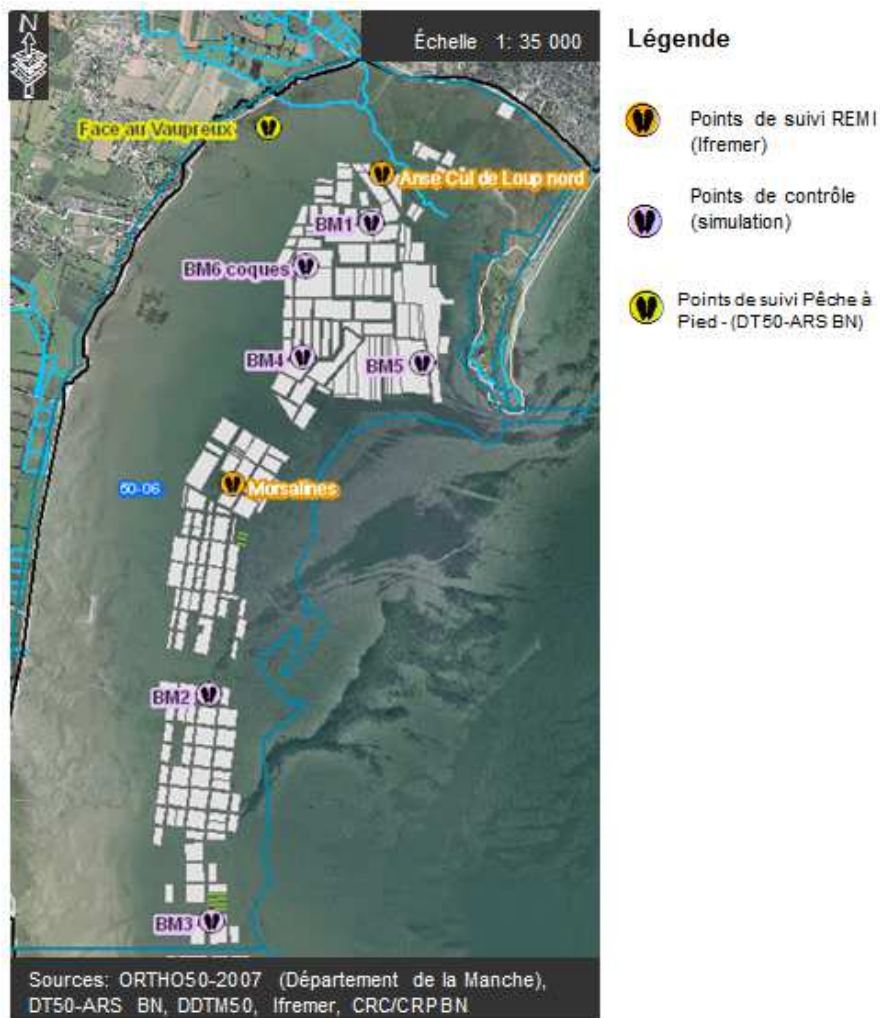 N
Échelle 1: 35 000
Légende
Face au Vaupreux
Anse Cul de Loup nord
Points de suivi REMI
(Ifremer)
BM1
Points de contrôle
(simulation)
BM6 coques
Points de suivi Pêche à
Pied - (DT50-ARS BN)
BM4
BM5
50-06
Morsalines
BM2
BM3
Sources: ORTHO50-2007 (Département de la Manche),
DT50-ARS BN, DDTM50, Ifremer, CRC/CRPBN